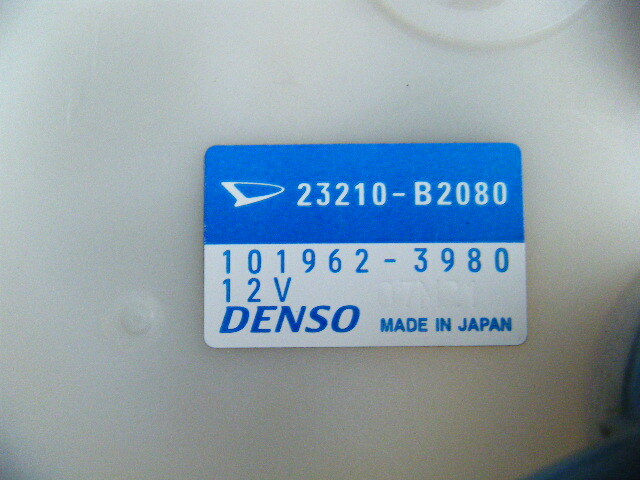 23210-B2080
101962-3980
12V
DENSO MADE IN JAPAN